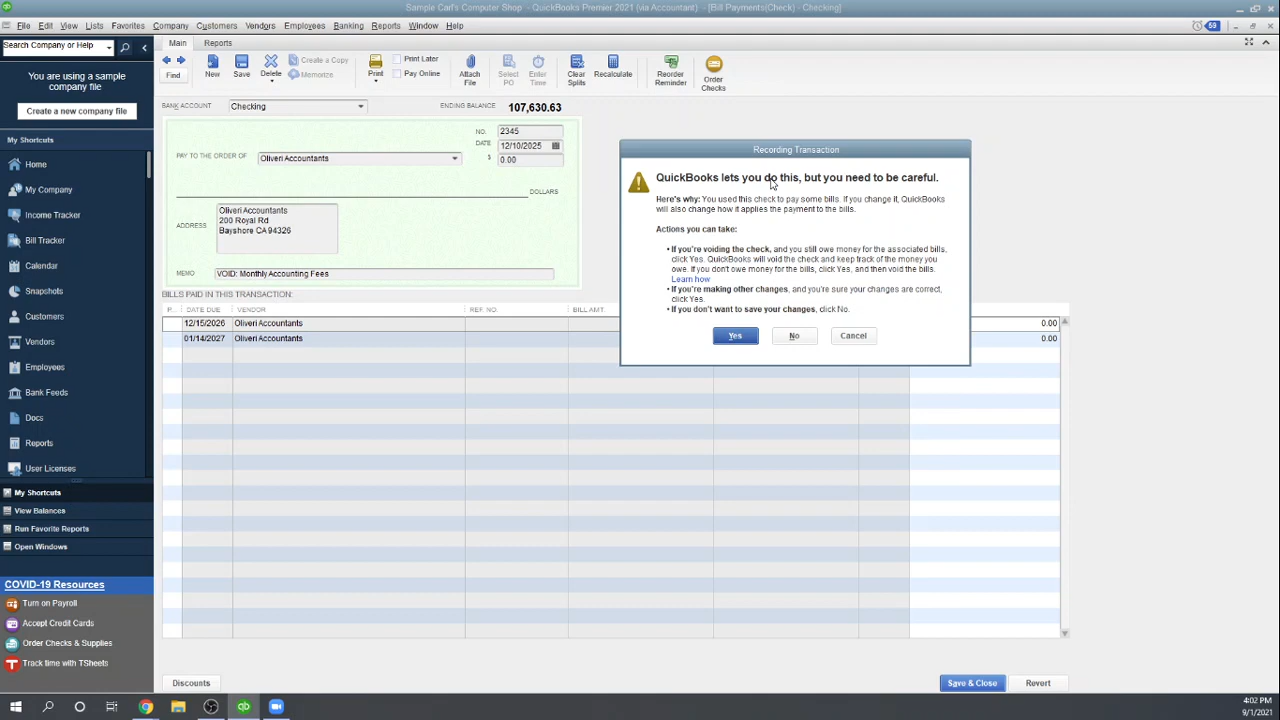 Sample Carl's Computer Shop - QuickBooks Premier 2021 (via Accountant) - [Bill Payments(Check) - Checking]
File Edit View Lists Favorites Company Customers Vendors Employees Banking Reports Window Help
59
Search Company or Help
You are using a sample
company file
Create a new company file
My Shortcuts
Home
My Company
Income Tracker
Bill Tracker
Calendar
Snapshots
Customers
Vendors
Employees
Bank Feeds
Docs
Reports
User Licenses
My Shortcuts
View Balances
Run Favorite Reports
Open Windows
COVID-19 Resources
Turn on Payroll
Accept Credit Cards
Order Checks & Supplies
Track time with TSheets
Main Reports
Find
New
Save
Delete
Create a Copy
Memorize
Print
Print Later
Pay Online
Attach
File
Select
PO
Enter
Time
Clear
Splits
Recalculate
Reorder
Reminder
Order
Checks
BANK ACCOUNT Checking ENDING BALANCE 107,630.63
NO. 2345
DATE 12/10/2025
PAY TO THE ORDER OF Oliveri Accountants $ 0.00
DOLLARS
ADDRESS
Oliveri Accountants
200 Royal Rd
Bayshore CA 94326
MEMO VOID: Monthly Accounting Fees
BILLS PAID IN THIS TRANSACTION:
P... DATE DUE VENDOR REF. NO. BILL AMT.
12/15/2026 Oliveri Accountants 0.00
01/14/2027 Oliveri Accountants 0.00
Recording Transaction
QuickBooks lets you do this, but you need to be careful.
Here's why: You used this check to pay some bills. If you change it, QuickBooks
will also change how it applies the payment to the bills.
Actions you can take:
• If you're voiding the check, and you still owe money for the associated bills,
click Yes. QuickBooks will void the check and keep track of the money you
owe. If you don't owe money for the bills, click Yes, and then void the bills.
Learn how
• If you're making other changes, and you're sure your changes are correct,
click Yes.
• If you don't want to save your changes, click No.
Yes No Cancel
Discounts Save & Close Revert
4:02 PM
9/1/2021